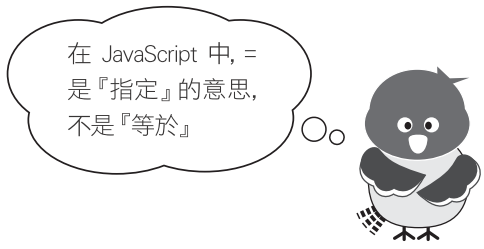 在 JavaScript 中, =
是『指定』的意思,
不是『等於』